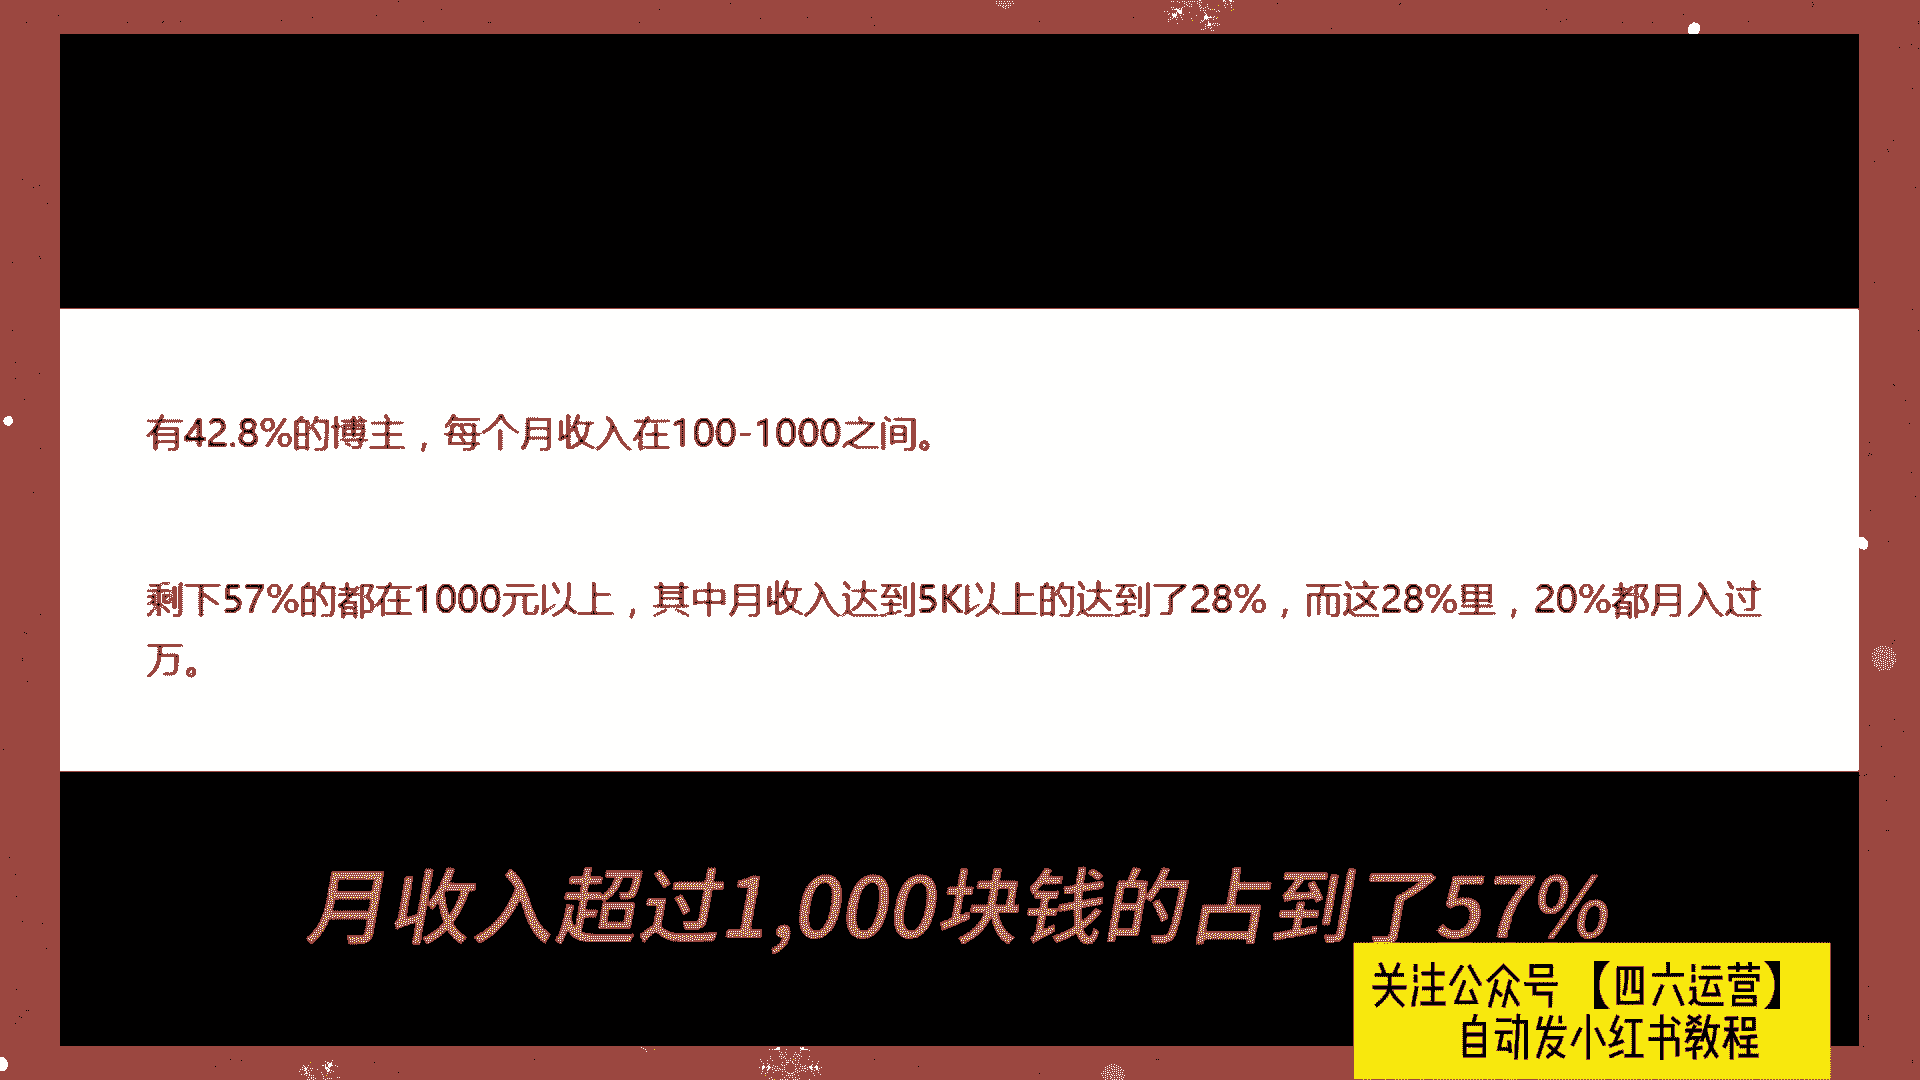 有42.8%的博主，每个月收入在100-1000之间。
剩下57%的都在1000元以上，其中月收入达到5K以上的达到了28%，而这28%里，20%都月入过
万。
月收入超过1,000块钱的占到了57%
关注公众号【四六运营】
自动发小红书教程